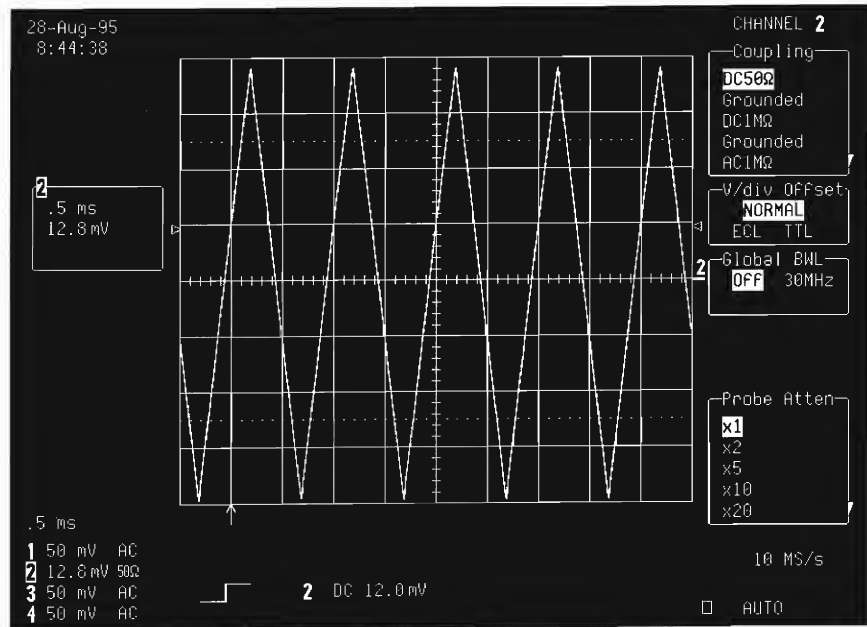 28-Aug-95
8:44:38
CHANNEL 2
Coupling
DC50Ω
Grounded
DC1MΩ
Grounded
AC1MΩ
2
.5 ms
12.8mV
V/div Offset
NORMAL
ECL TTL
2
Global BWL
Off 30MHz
Probe Atten
x1
x2
x5
x10
x20
.5 ms
1 50 mV AC
2 12.8mV 50Ω
3 50 mV AC
4 50 mV AC
2 DC 12.0mV
10 MS/s
AUTO